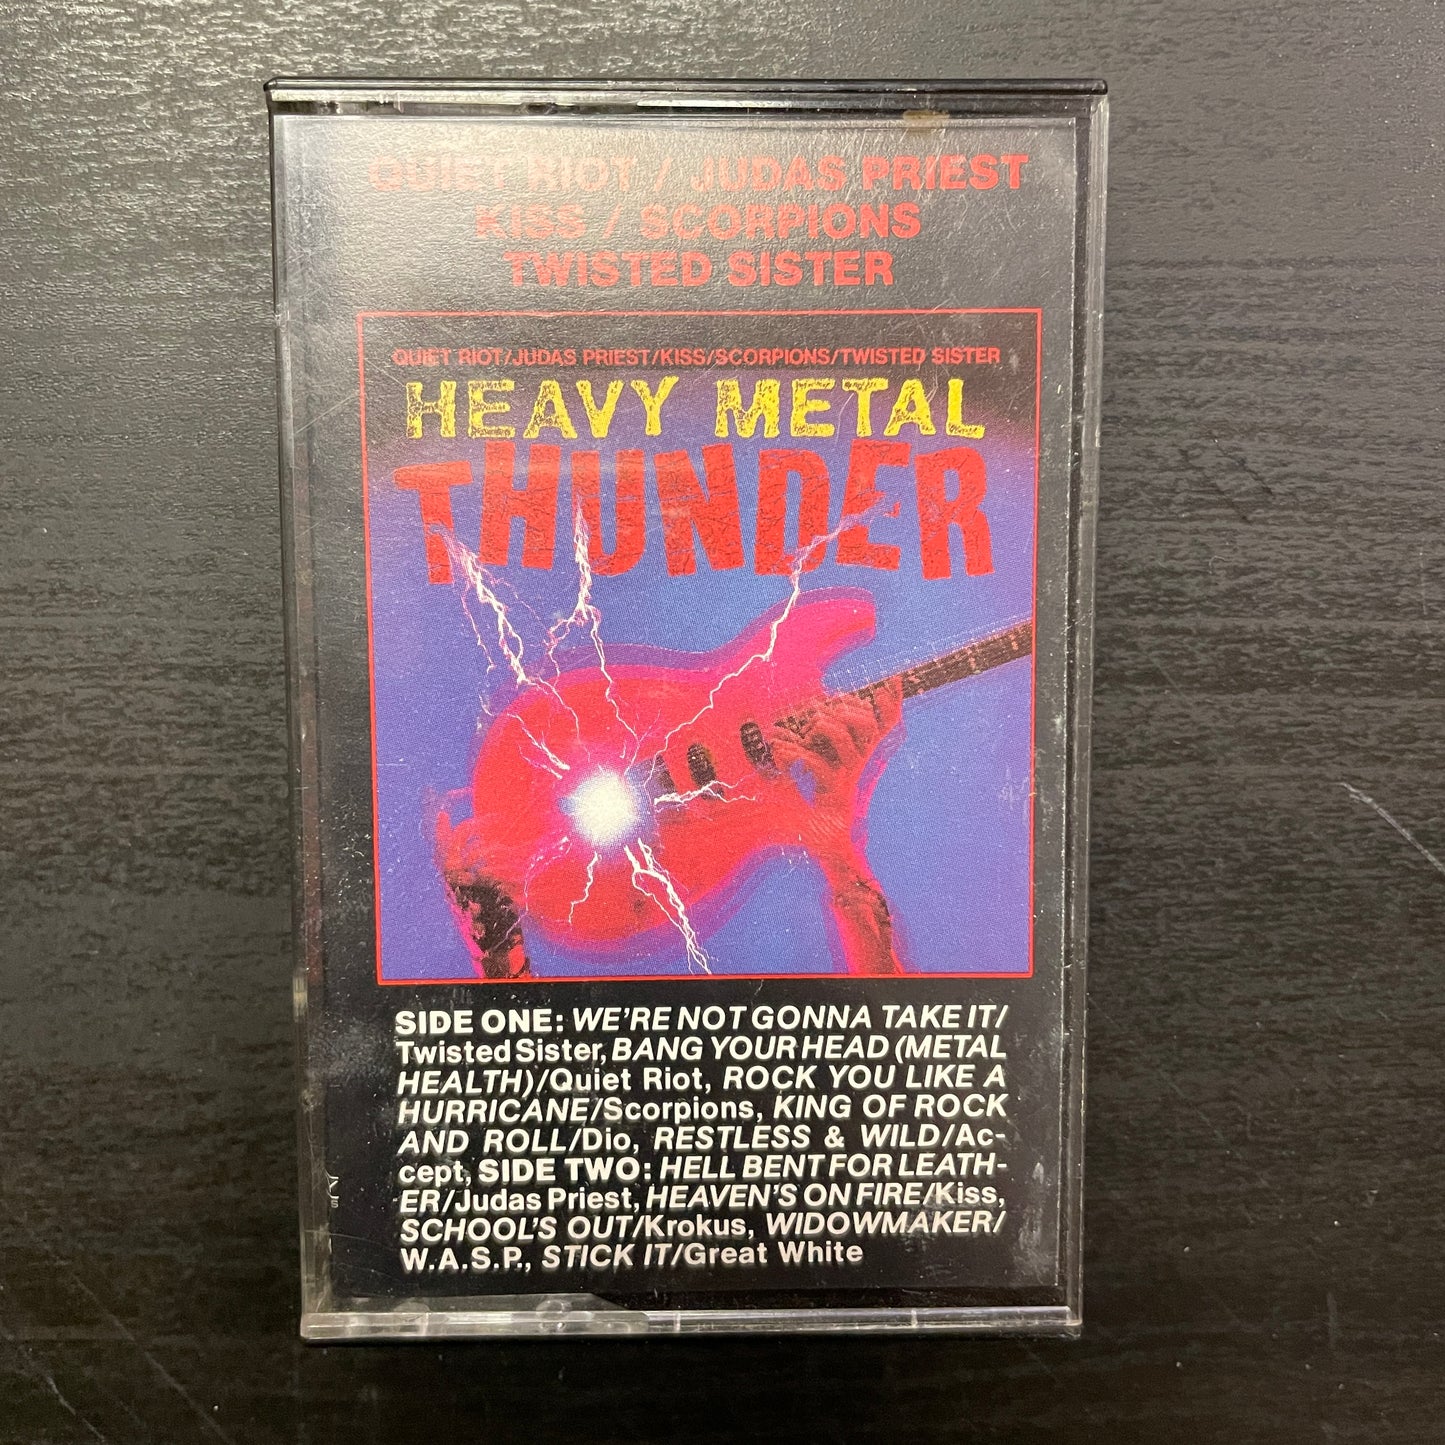 QUIET RIOT / JUDAS PRIEST
KISS / SCORPIONS
TWISTED SISTER
QUIET RIOT/JUDAS PRIEST/KISS/SCORPIONS/TWISTED SISTER
HEAVY METAL
THUNDER
SIDE ONE: WE'RE NOT GONNA TAKE IT/
Twisted Sister, BANG YOUR HEAD (METAL
HEALTH)/Quiet Riot, ROCK YOU LIKE A
HURRICANE/Scorpions, KING OF ROCK
AND ROLL/Dio, RESTLESS & WILD/Ac-
cept, SIDE TWO: HELL BENT FOR LEATH-
ER/Judas Priest, HEAVEN'S ON FIRE/Kiss,
SCHOOL'S OUT/Krokus, WIDOWMAKER/
W.A.S.P., STICK IT/Great White